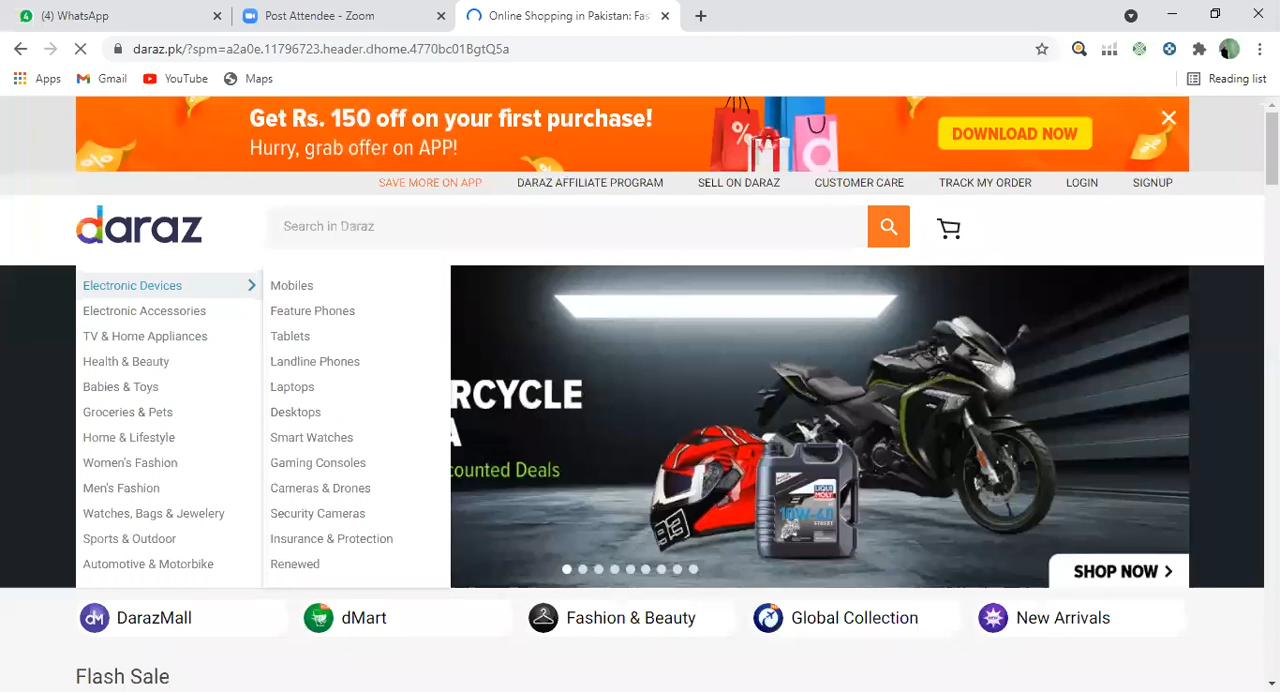 (4) WhatsApp
Post Attendee - Zoom
Online Shopping in Pakistan: Fas
daraz.pk/?spm=a2a0e.11796723.header.dhome.4770bc01BgtQ5a
Apps
Gmail
YouTube
Maps
Reading list
Get Rs. 150 off on your first purchase!
Hurry, grab offer on APP!
DOWNLOAD NOW
SAVE MORE ON APP
DARAZ AFFILIATE PROGRAM
SELL ON DARAZ
CUSTOMER CARE
TRACK MY ORDER
LOGIN
SIGNUP
daraz
Search in Daraz
Electronic Devices
Electronic Accessories
TV & Home Appliances
Health & Beauty
Babies & Toys
Groceries & Pets
Home & Lifestyle
Women's Fashion
Men's Fashion
Watches, Bags & Jewelery
Sports & Outdoor
Automotive & Motorbike
Mobiles
Feature Phones
Tablets
Landline Phones
Laptops
Desktops
Smart Watches
Gaming Consoles
Cameras & Drones
Security Cameras
Insurance & Protection
Renewed
RCYCLE
A
counted Deals
LIQUI MOLY
10W-40
STREET
93
SHOP NOW
DarazMall
dMart
Fashion & Beauty
Global Collection
New Arrivals
Flash Sale